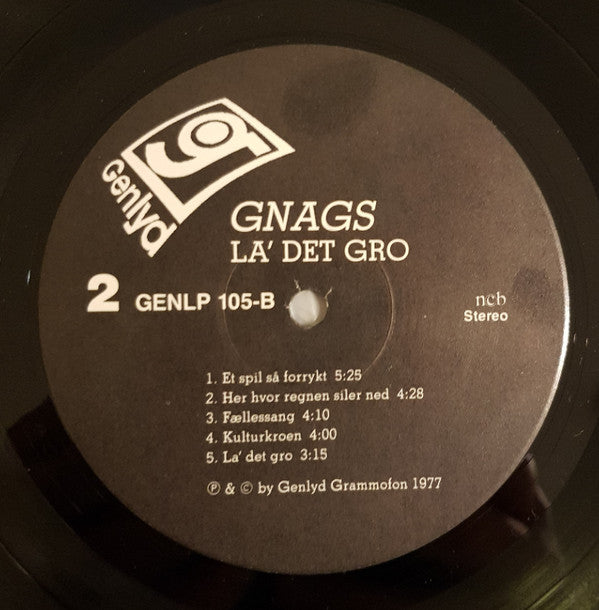 g
Genlyd
GNAGS
LA' DET GRO
2 GENLP 105-B
ncb
Stereo
1. Et spil så forrykt 5:25
2. Her hvor regnen siler ned 4:28
3. Fællessang 4:10
4. Kulturkroen 4:00
5. La' det gro 3:15
Ⓟ & © by Genlyd Grammofon 1977